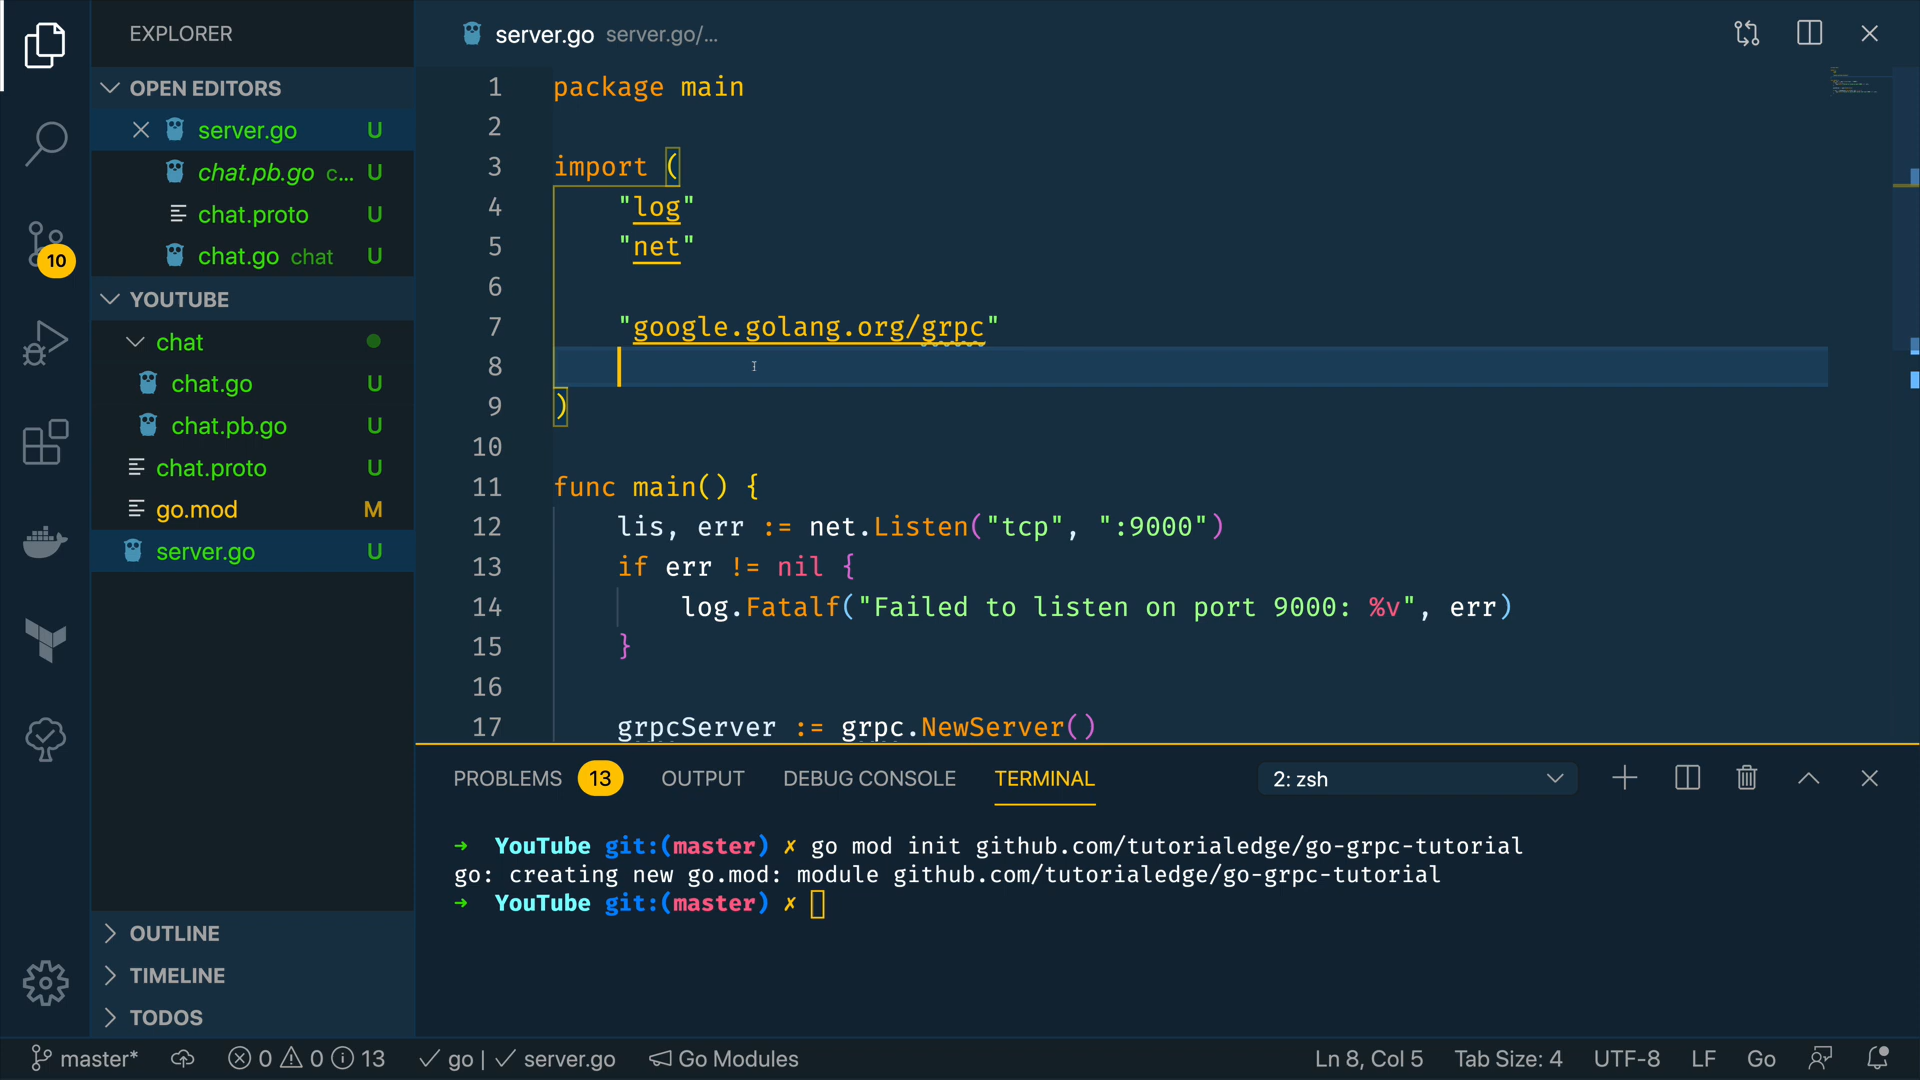 EXPLORER
OPEN EDITORS
server.go U
chat.pb.go c... U
chat.proto U
chat.go chat U
YOUTUBE
chat
chat.go U
chat.pb.go U
chat.proto U
go.mod M
server.go U
OUTLINE
TIMELINE
TODOS
10
server.go server.go/...
1 package main
2
3 import (
4 "log"
5 "net"
6
7 "google.golang.org/grpc"
8
9 )
10
11 func main() {
12 lis, err := net.Listen("tcp", ":9000")
13 if err != nil {
14 log.Fatalf("Failed to listen on port 9000: %v", err)
15 }
16
17 grpcServer := grpc.NewServer()
PROBLEMS 13 OUTPUT DEBUG CONSOLE TERMINAL 2: zsh
➜ YouTube git:(master) ✗ go mod init github.com/tutorialedge/go-grpc-tutorial
go: creating new go.mod: module github.com/tutorialedge/go-grpc-tutorial
➜ YouTube git:(master) ✗
master* 0 0 13 go | server.go Go Modules Ln 8, Col 5 Tab Size: 4 UTF-8 LF Go